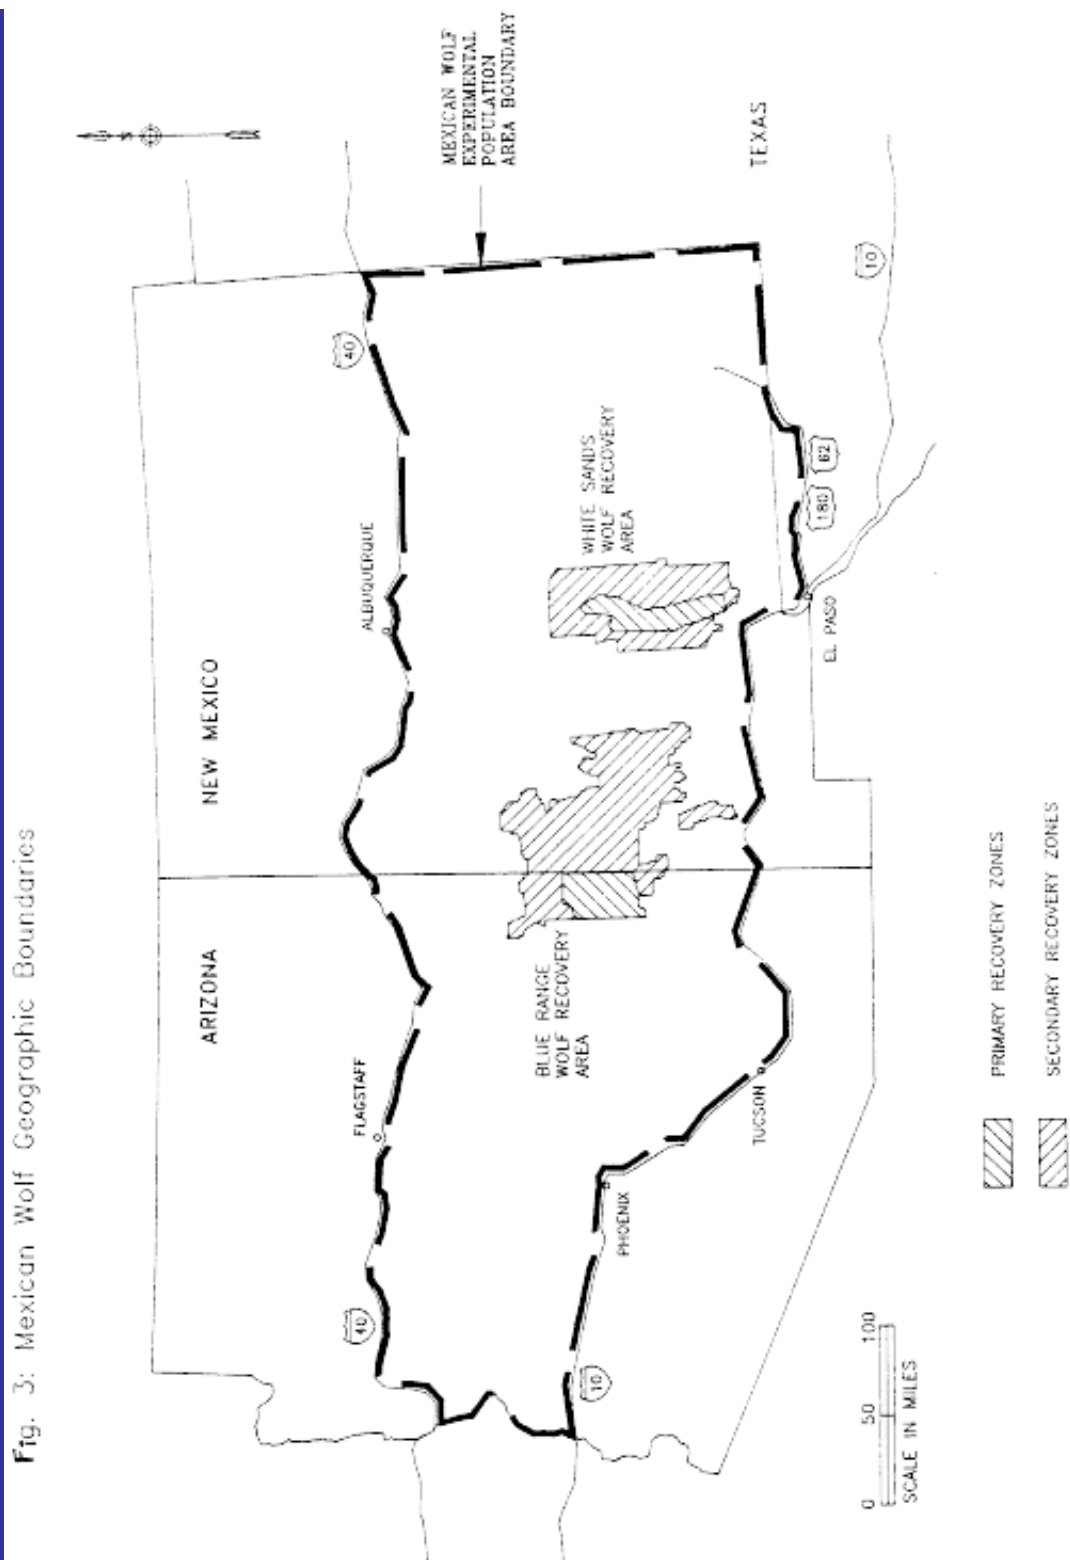 Fig. 3: Mexican Wolf Geographic Boundaries
MEXICAN WOLF
EXPERIMENTAL
POPULATION
AREA BOUNDARY
NEW MEXICO
ARIZONA
TEXAS
40
40
ALBUQUERQUE
FLAGSTAFF
WHITE SANDS
WOLF RECOVERY
AREA
BLUE RANGE
WOLF RECOVERY
AREA
PHOENIX
TUCSON
EL PASO
10
10
180
62
0 50 100
SCALE IN MILES
PRIMARY RECOVERY ZONES
SECONDARY RECOVERY ZONES